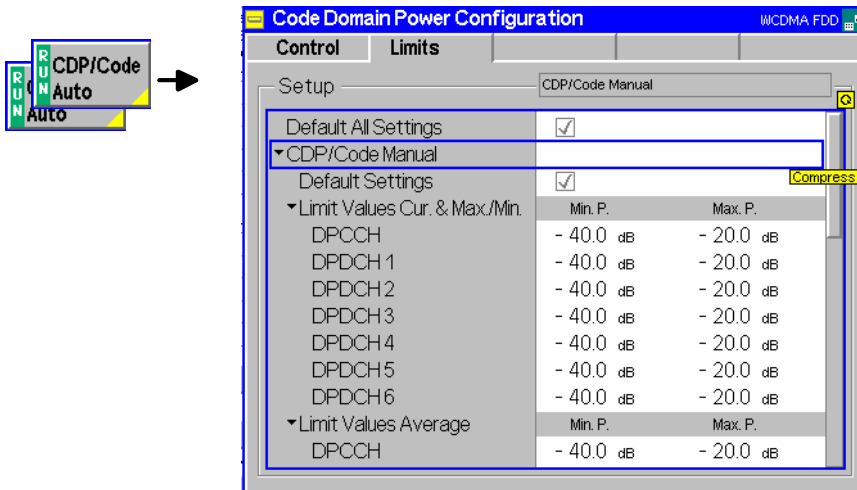 Code Domain Power Configuration WCDMA FDD
Control Limits
RUN CDP/Code
Auto
RUN
Auto
Setup CDP/Code Manual
Default All Settings
CDP/Code Manual
Compress
Default Settings
Limit Values Cur. & Max./Min. Min. P. Max. P.
DPCCH - 40.0 dB - 20.0 dB
DPDCH 1 - 40.0 dB - 20.0 dB
DPDCH 2 - 40.0 dB - 20.0 dB
DPDCH 3 - 40.0 dB - 20.0 dB
DPDCH 4 - 40.0 dB - 20.0 dB
DPDCH 5 - 40.0 dB - 20.0 dB
DPDCH 6 - 40.0 dB - 20.0 dB
Limit Values Average Min. P. Max. P.
DPCCH - 40.0 dB - 20.0 dB